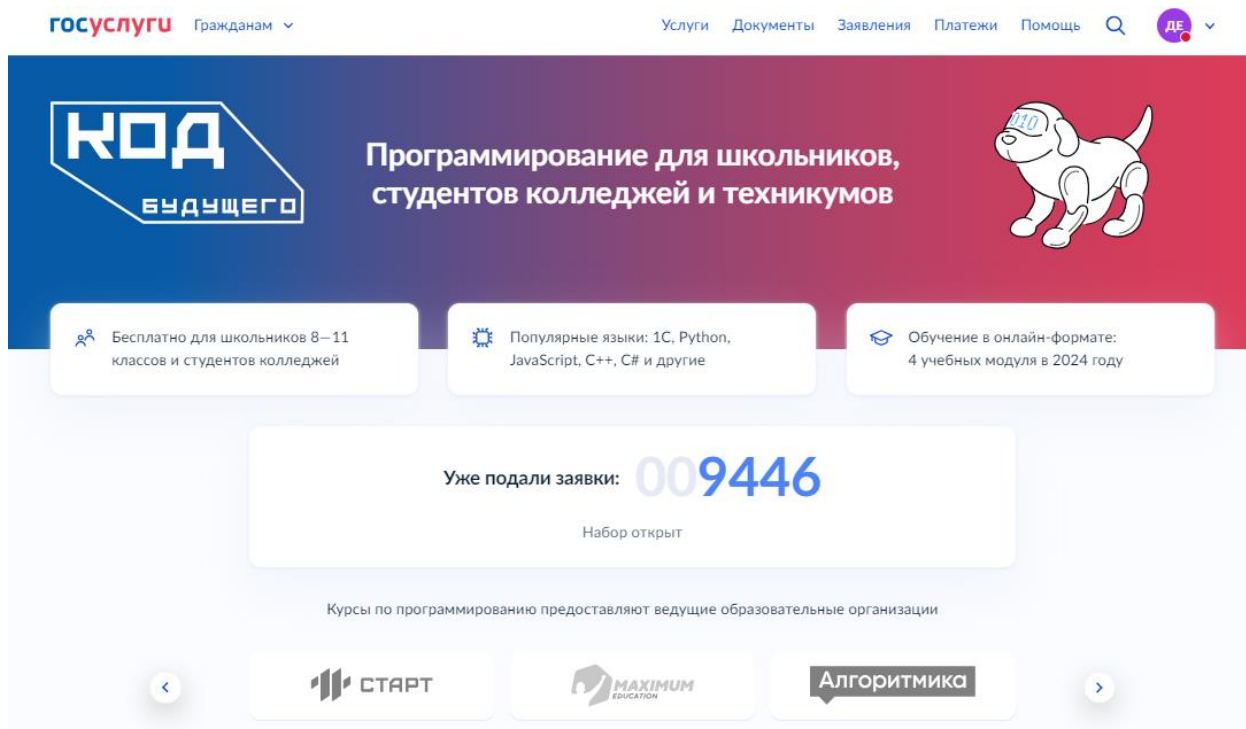 госуслуги Гражданам Услуги Документы Заявления Платежи Помощь ДЕ
КОД
БУДУЩЕГО
Программирование для школьников,
студентов колледжей и техникумов
010
Бесплатно для школьников 8—11
классов и студентов колледжей
Популярные языки: 1С, Python,
JavaScript, C++, C# и другие
Обучение в онлайн-формате:
4 учебных модуля в 2024 году
Уже подали заявки: 009446
Набор открыт
Курсы по программированию предоставляют ведущие образовательные организации
СТАРТ
MAXIMUM
EDUCATION
Алгоритмика